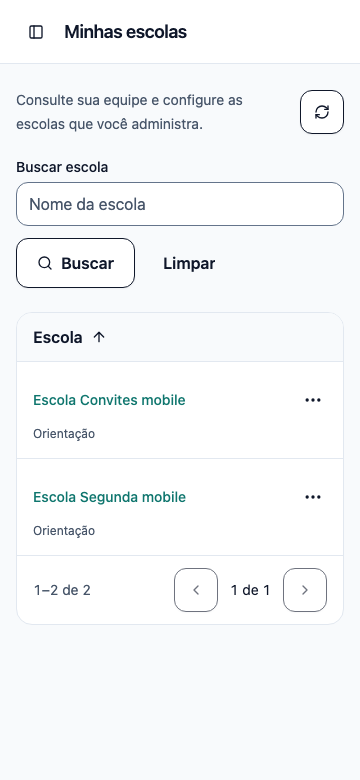 Minhas escolas
Consulte sua equipe e configure as
escolas que você administra.
Buscar escola
Nome da escola
Buscar
Limpar
Escola
Escola Convites mobile
Orientação
Escola Segunda mobile
Orientação
1–2 de 2
1 de 1